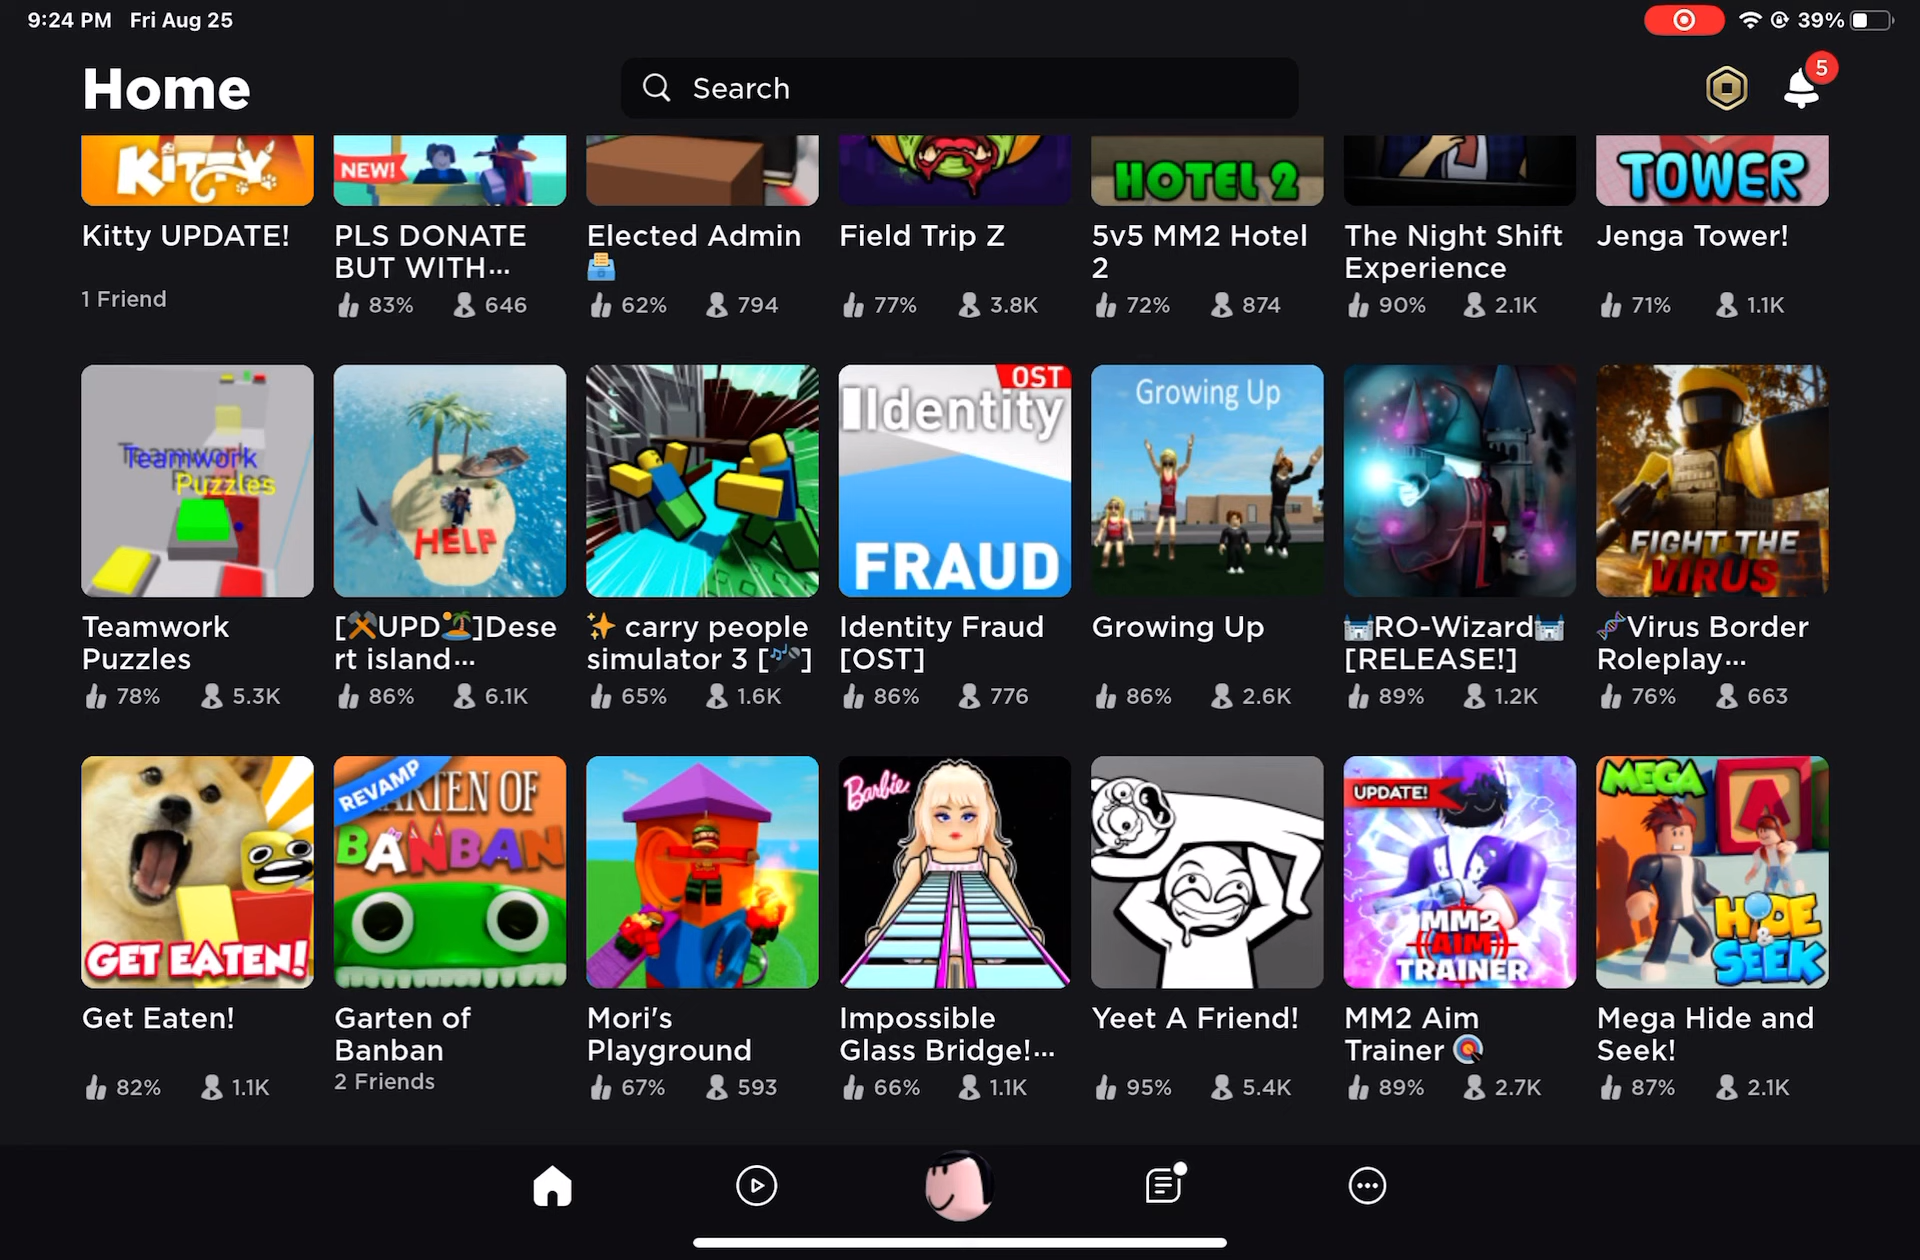 9:24 PM Fri Aug 25
39%
Home
Search
5
KiTTY
NEW!
HOTEL 2
TOWER
Kitty UPDATE!
1 Friend
PLS DONATE
BUT WITH...
83% 646
Elected Admin
🗳️
62% 794
Field Trip Z
77% 3.8K
5v5 MM2 Hotel
2
72% 874
The Night Shift
Experience
90% 2.1K
Jenga Tower!
71% 1.1K
Teamwork
Puzzles
HELP
OST
Identity
FRAUD
Growing Up
FIGHT THE
VIRUS
Teamwork
Puzzles
78% 5.3K
[⚒️UPD🏝️]Dese
rt island...
86% 6.1K
✨ carry people
simulator 3 [🎤]
65% 1.6K
Identity Fraud
[OST]
86% 776
Growing Up
86% 2.6K
🏰RO-Wizard🏰
[RELEASE!]
89% 1.2K
🧬Virus Border
Roleplay...
76% 663
GET EATEN!
REVAMP
GARTEN OF
BANBAN
Barbie
UPDATE!
MM2
AIM
TRAINER
MEGA
A
HIDE
&
SEEK
Get Eaten!
82% 1.1K
Garten of
Banban
2 Friends
Mori's
Playground
67% 593
Impossible
Glass Bridge!...
66% 1.1K
Yeet A Friend!
95% 5.4K
MM2 Aim
Trainer 🎯
89% 2.7K
Mega Hide and
Seek!
87% 2.1K